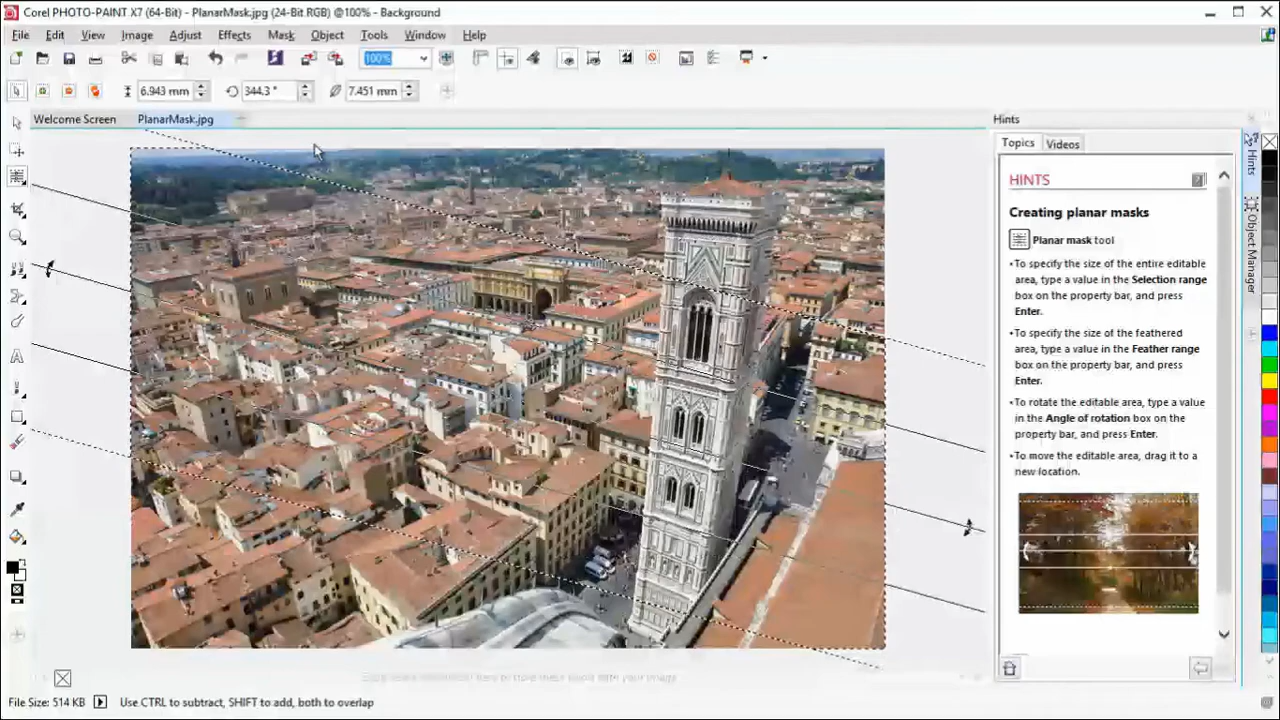 Corel PHOTO-PAINT X7 (64-Bit) - PlanarMask.jpg (24-Bit RGB) @100% - Background
File Edit View Image Adjust Effects Mask Object Tools Window Help
100%
6.943 mm 344.3 ° 7.451 mm
Welcome Screen PlanarMask.jpg
Hints
Topics Videos
HINTS
Creating planar masks
Planar mask tool
•To specify the size of the entire editable
area, type a value in the Selection range
box on the property bar, and press
Enter.
•To specify the size of the feathered
area, type a value in the Feather range
box on the property bar, and press
Enter.
•To rotate the editable area, type a value
in the Angle of rotation box on the
property bar, and press Enter.
•To move the editable area, drag it to a
new location.
Hints
Object Manager
File Size: 514 KB Use CTRL to subtract, SHIFT to add, both to overlap